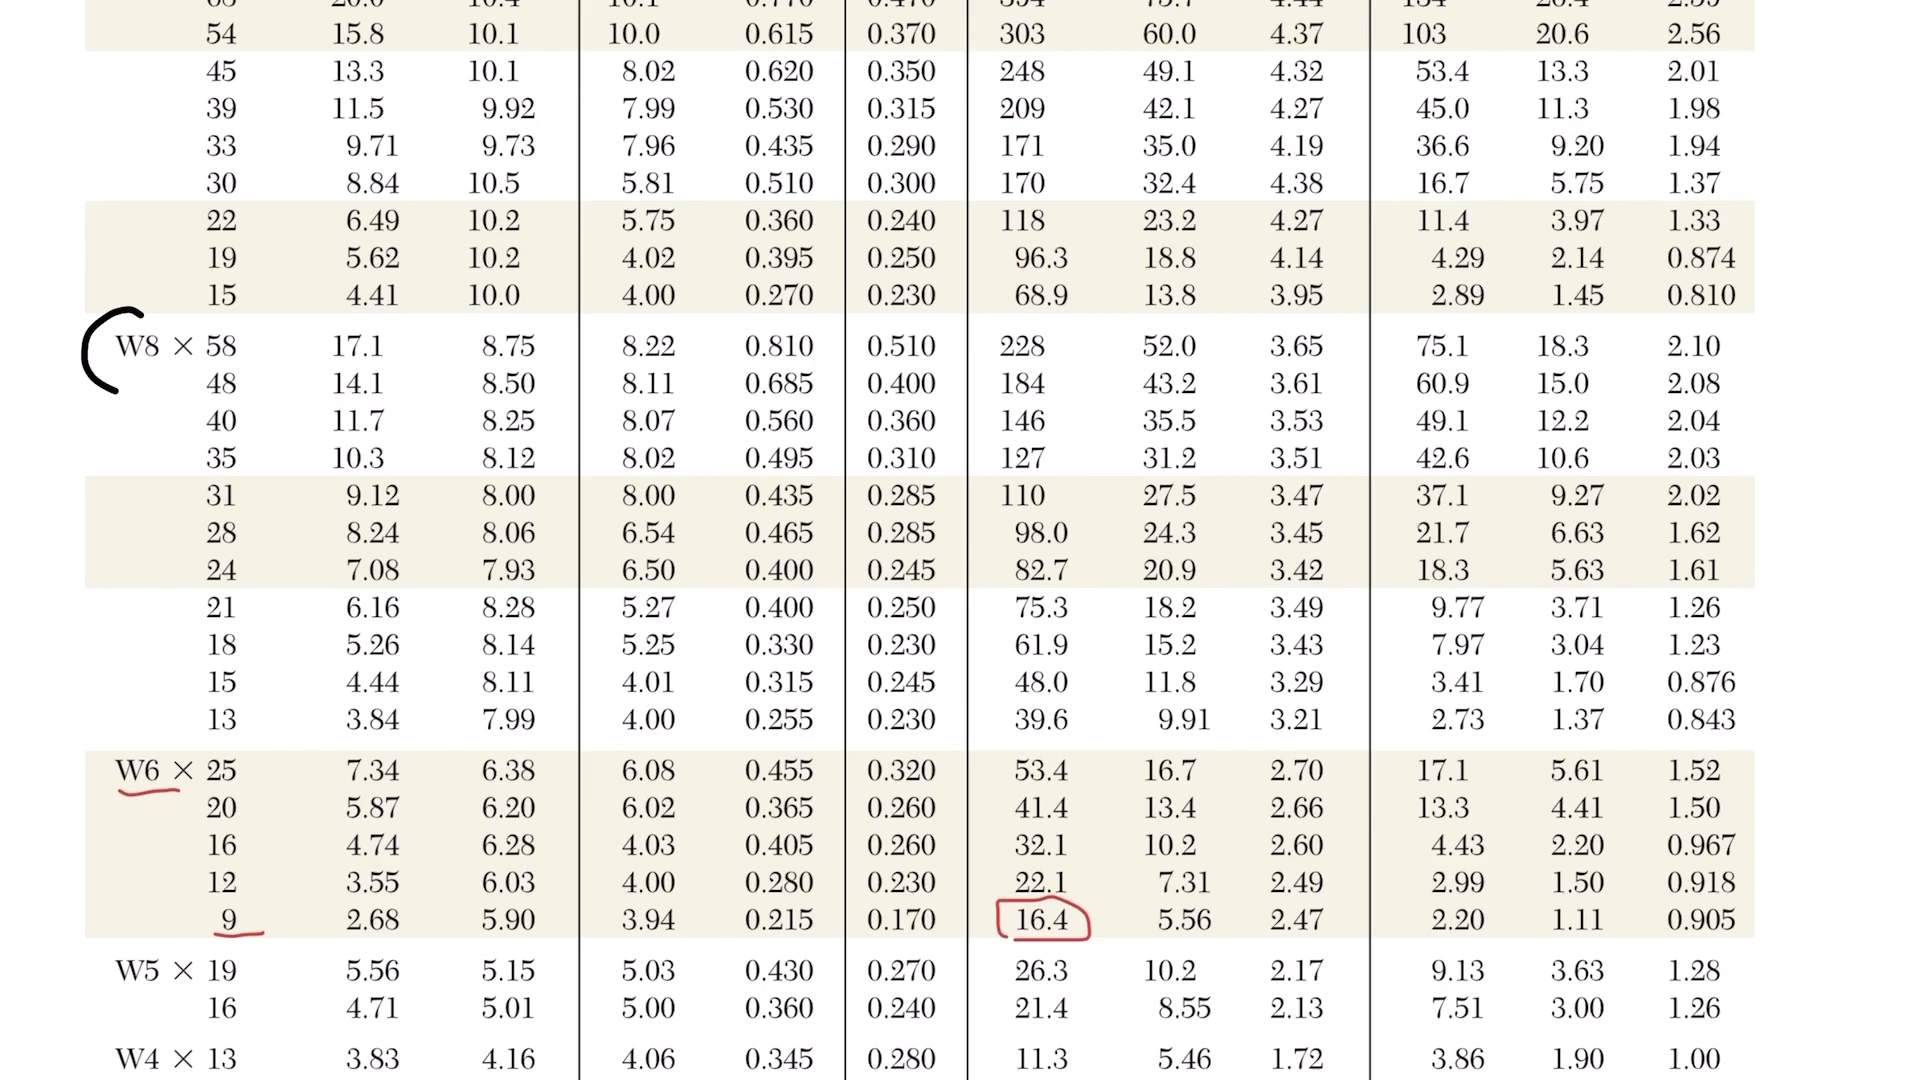 54 15.8 10.1 10.0 0.615 0.370 303 60.0 4.37 103 20.6 2.56
45 13.3 10.1 8.02 0.620 0.350 248 49.1 4.32 53.4 13.3 2.01
39 11.5 9.92 7.99 0.530 0.315 209 42.1 4.27 45.0 11.3 1.98
33 9.71 9.73 7.96 0.435 0.290 171 35.0 4.19 36.6 9.20 1.94
30 8.84 10.5 5.81 0.510 0.300 170 32.4 4.38 16.7 5.75 1.37
22 6.49 10.2 5.75 0.360 0.240 118 23.2 4.27 11.4 3.97 1.33
19 5.62 10.2 4.02 0.395 0.250 96.3 18.8 4.14 4.29 2.14 0.874
15 4.41 10.0 4.00 0.270 0.230 68.9 13.8 3.95 2.89 1.45 0.810
W8 × 58 17.1 8.75 8.22 0.810 0.510 228 52.0 3.65 75.1 18.3 2.10
48 14.1 8.50 8.11 0.685 0.400 184 43.2 3.61 60.9 15.0 2.08
40 11.7 8.25 8.07 0.560 0.360 146 35.5 3.53 49.1 12.2 2.04
35 10.3 8.12 8.02 0.495 0.310 127 31.2 3.51 42.6 10.6 2.03
31 9.12 8.00 8.00 0.435 0.285 110 27.5 3.47 37.1 9.27 2.02
28 8.24 8.06 6.54 0.465 0.285 98.0 24.3 3.45 21.7 6.63 1.62
24 7.08 7.93 6.50 0.400 0.245 82.7 20.9 3.42 18.3 5.63 1.61
21 6.16 8.28 5.27 0.400 0.250 75.3 18.2 3.49 9.77 3.71 1.26
18 5.26 8.14 5.25 0.330 0.230 61.9 15.2 3.43 7.97 3.04 1.23
15 4.44 8.11 4.01 0.315 0.245 48.0 11.8 3.29 3.41 1.70 0.876
13 3.84 7.99 4.00 0.255 0.230 39.6 9.91 3.21 2.73 1.37 0.843
W6 × 25 7.34 6.38 6.08 0.455 0.320 53.4 16.7 2.70 17.1 5.61 1.52
20 5.87 6.20 6.02 0.365 0.260 41.4 13.4 2.66 13.3 4.41 1.50
16 4.74 6.28 4.03 0.405 0.260 32.1 10.2 2.60 4.43 2.20 0.967
12 3.55 6.03 4.00 0.280 0.230 22.1 7.31 2.49 2.99 1.50 0.918
9 2.68 5.90 3.94 0.215 0.170 16.4 5.56 2.47 2.20 1.11 0.905
W5 × 19 5.56 5.15 5.03 0.430 0.270 26.3 10.2 2.17 9.13 3.63 1.28
16 4.71 5.01 5.00 0.360 0.240 21.4 8.55 2.13 7.51 3.00 1.26
W4 × 13 3.83 4.16 4.06 0.345 0.280 11.3 5.46 1.72 3.86 1.90 1.00